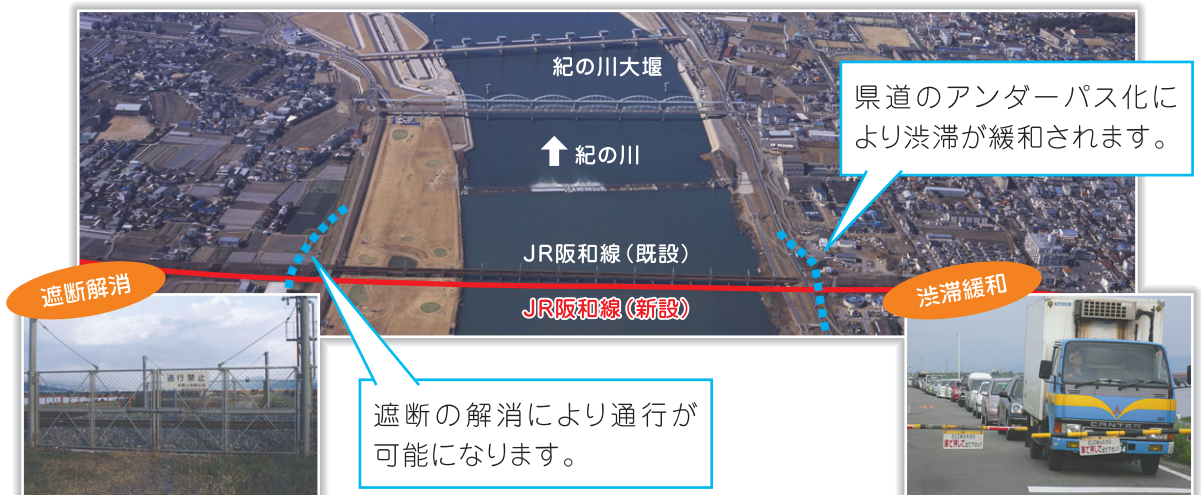 紀の川大堰
県道のアンダーパス化に
より渋滞が緩和されます。
紀の川
JR阪和線（既設）
JR阪和線（新設）
遮断解消
渋滞緩和
通行禁止
遮断の解消により通行が
可能になります。
CANTER